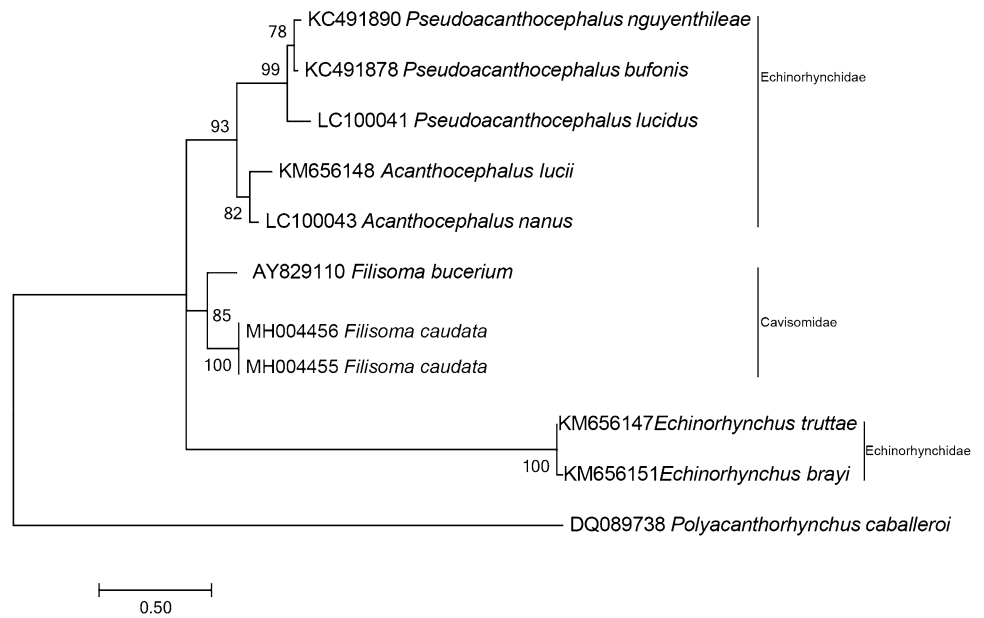 KC491890 Pseudoacanthocephalus nguyenthileae
78
KC491878 Pseudoacanthocephalus bufonis
99
Echinorhynchidae
LC100041 Pseudoacanthocephalus lucidus
93
KM656148 Acanthocephalus lucii
82
LC100043 Acanthocephalus nanus
AY829110 Filisoma bucerium
85
MH004456 Filisoma caudata
Cavisomidae
100
MH004455 Filisoma caudata
KM656147Echinorhynchus truttae
Echinorhynchidae
100
KM656151Echinorhynchus brayi
DQ089738 Polyacanthorhynchus caballeroi
0.50